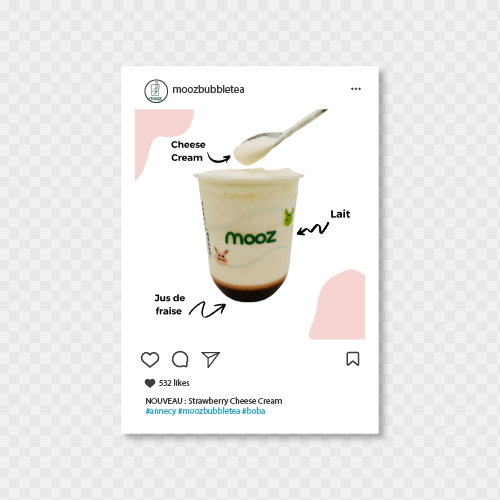 moozbubbletea
Cheese
Cream
Lait
mooz
Jus de
fraise
532 likes
NOUVEAU : Strawberry Cheese Cream
#annecy #moozbubbletea #boba